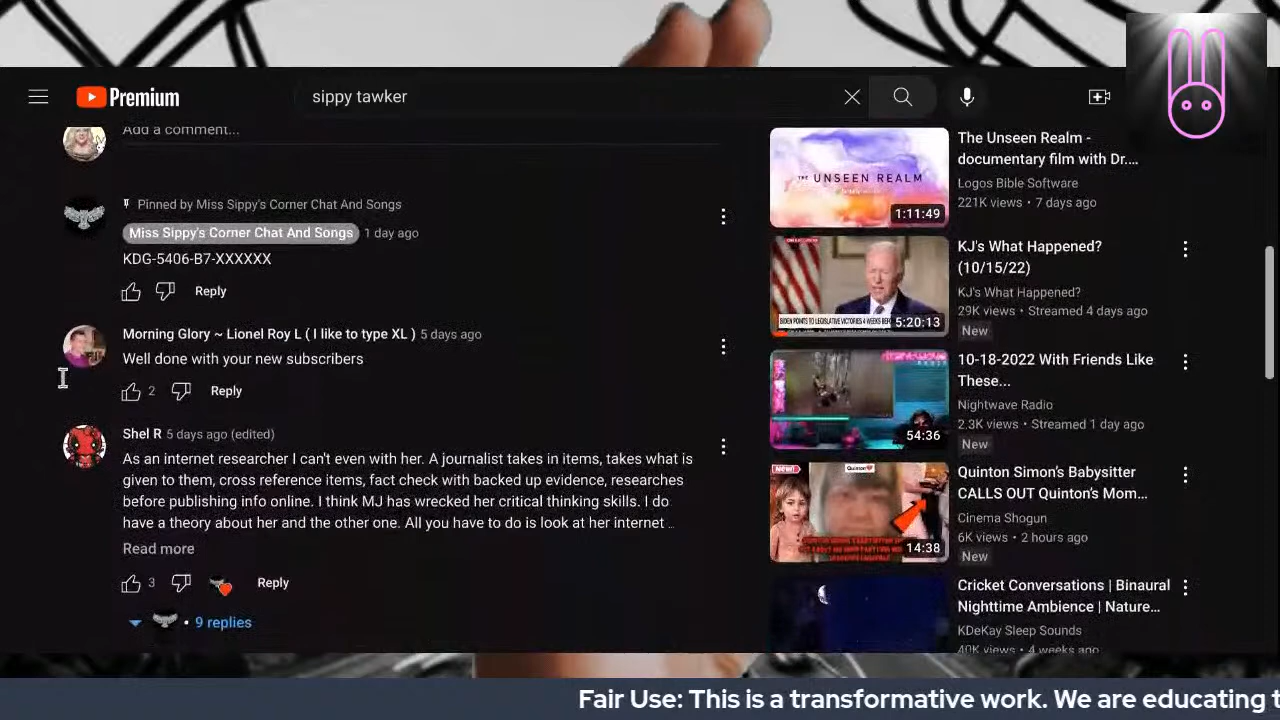 Premium
sippy tawker
Add a comment...
Pinned by Miss Sippy's Corner Chat And Songs
Miss Sippy's Corner Chat And Songs 1 day ago
KDG-5406-B7-XXXXXX
Reply
Jump to Glory ~ Lionel Roy L ( I like to type XL ) 5 days ago
Well done with your new subscribers
2 Reply
Shel R 5 days ago (edited)
As an internet researcher I can't even with her. A journalist takes in items, takes what is
given to them, cross reference items, fact check with backed up evidence, researches
before publishing info online. I think MJ has wrecked her critical thinking skills. I do
have a theory about her and the other one. All you have to do is look at her internet ...
Read more
3 Reply
• 9 replies
THE UNSEEN REALM
1:11:49
The Unseen Realm -
documentary film with Dr....
Logos Bible Software
221K views • 7 days ago
5:20:13
KJ's What Happened?
(10/15/22)
KJ's What Happened?
29K views • Streamed 4 days ago
New
54:36
10-18-2022 With Friends Like
These...
Nightwave Radio
2.3K views • Streamed 1 day ago
New
NEW!
Quinton
14:38
Quinton Simon's Babysitter
CALLS OUT Quinton's Mom...
Cinema Shogun
6K views • 2 hours ago
New
Cricket Conversations | Binaural
Nighttime Ambience | Nature...
KDeKay Sleep Sounds
40K views • 4 weeks ago
Fair Use: This is a transformative work. We are educating t